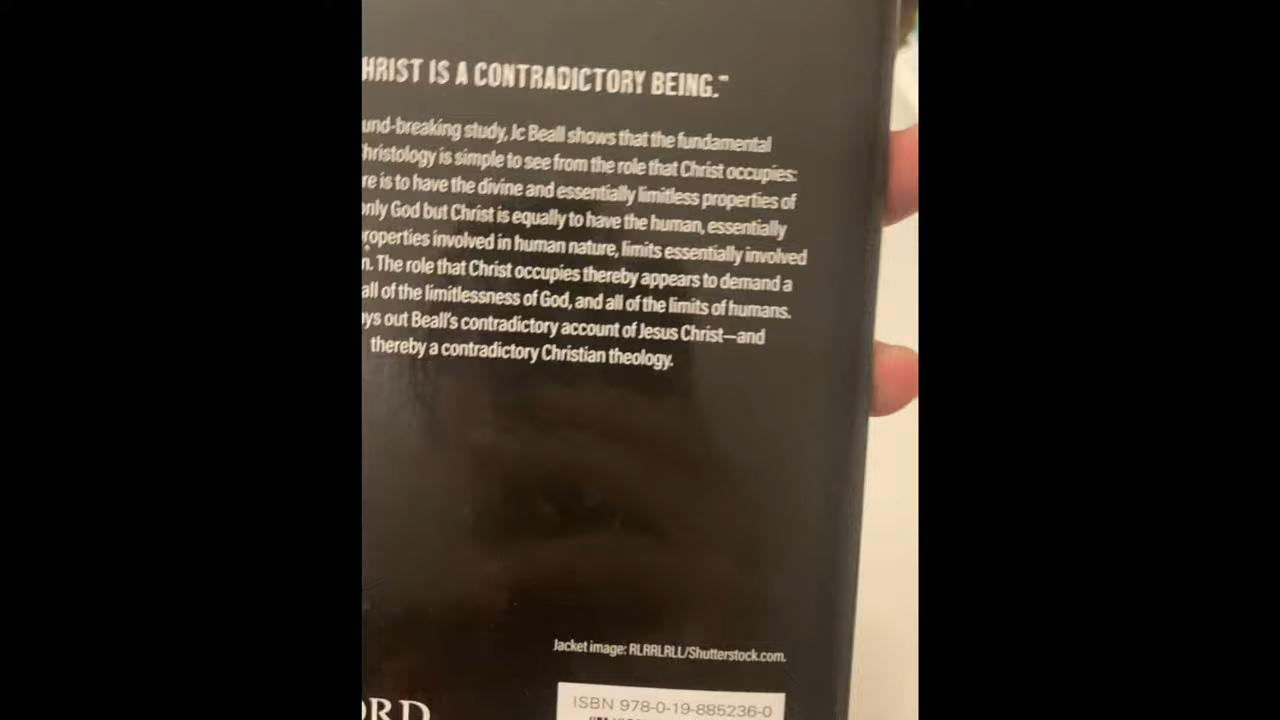 HRIST IS A CONTRADICTORY BEING."
und-breaking study, Jc Beall shows that the fundamental
hristology is simple to see from the role that Christ occupies:
re is to have the divine and essentially limitless properties of
only God but Christ is equally to have the human, essentially
roperties involved in human nature, limits essentially involved
n. The role that Christ occupies thereby appears to demand a
all of the limitlessness of God, and all of the limits of humans.
ys out Beall's contradictory account of Jesus Christ—and
thereby a contradictory Christian theology.
Jacket image: RLRRLRLL/Shutterstock.com.
ISBN 978-0-19-885236-0
ORD